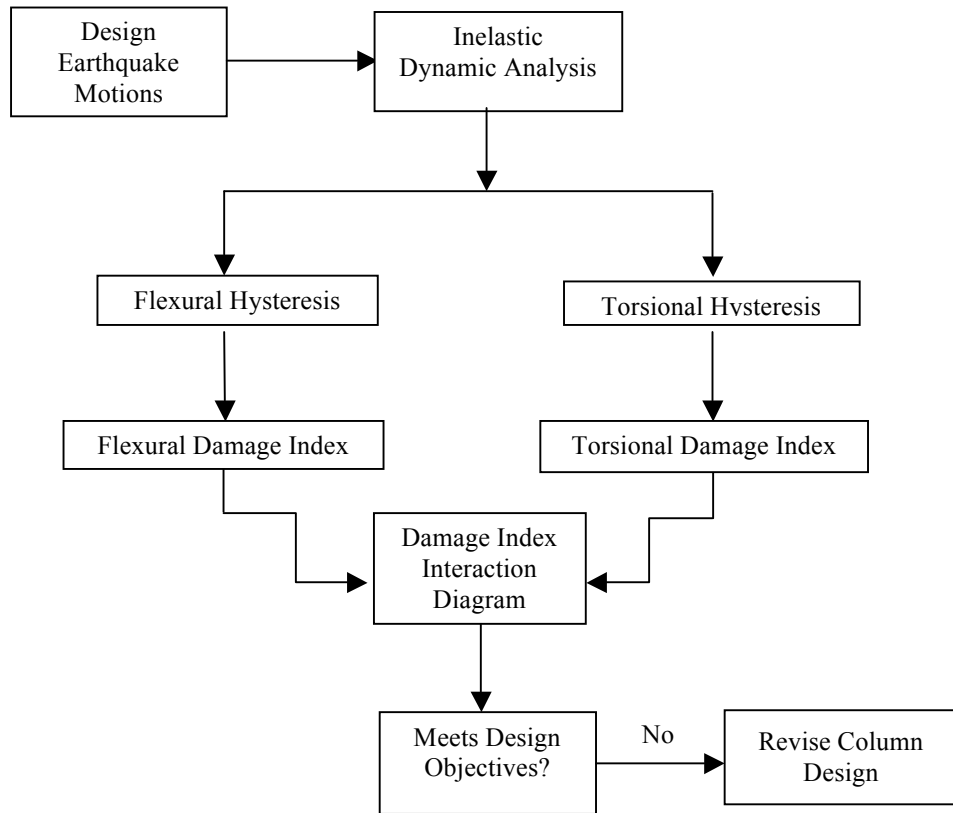 Design
Earthquake
Motions
Inelastic
Dynamic Analysis
Flexural Hysteresis
Torsional Hysteresis
Flexural Damage Index
Torsional Damage Index
Damage Index
Interaction
Diagram
Meets Design
Objectives?
No
Revise Column
Design